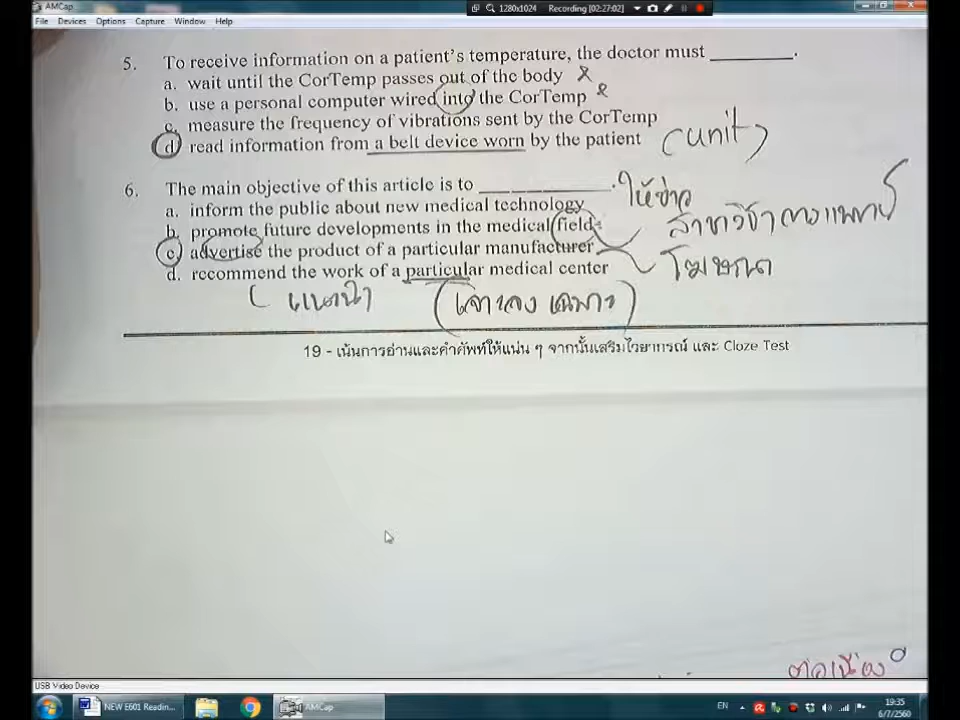 AMCap
1280x1024 Recording [02:27:02]
File Devices Options Capture Window Help
5. To receive information on a patient's temperature, the doctor must ________.
a. wait until the CorTemp passes out of the body
b. use a personal computer wired into the CorTemp
c. measure the frequency of vibrations sent by the CorTemp
d. read information from a belt device worn by the patient (unit)
6. The main objective of this article is to ________. ให้ข่าว
a. inform the public about new medical technology
b. promote future developments in the medical field สาขาวิชาทางแพทย์
c. advertise the product of a particular manufacturer
d. recommend the work of a particular medical center โฆษณา
(แนะนำ (เจาะจง เฉพาะ)
19 - เน้นการอ่านและคำศัพท์ให้แน่น ๆ จากนั้นเสริมไวยากรณ์ และ Cloze Test
ต่อเนื่อง
USB Video Device
NEW E601 Readin... AMCap EN 19:35
6/7/2560